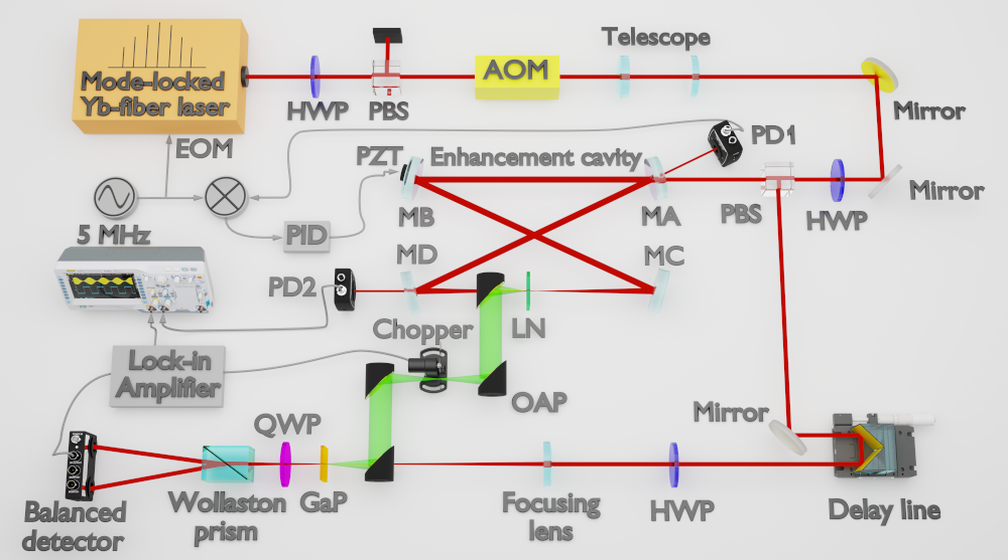 Mode-locked
Yb-fiber laser
HWP
PBS
AOM
Telescope
Mirror
EOM
PZT
Enhancement cavity
PD1
Mirror
5 MHz
PID
MB
MA
PBS
HWP
MD
MC
PD2
Chopper
LN
Lock-in
Amplifier
OAP
Mirror
QWP
Balanced
detector
Wollaston
prism
GaP
Focusing
lens
HWP
Delay line